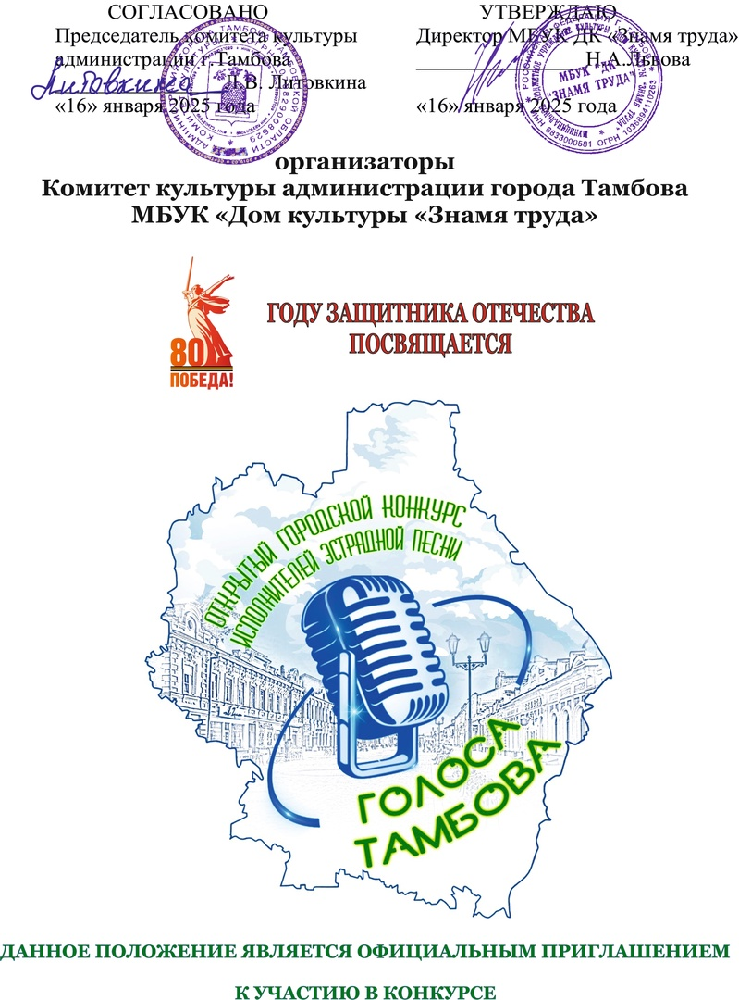 СОГЛАСОВАНО
Председатель комитета культуры
администрации г.Тамбова
Литовкина Л.В. Литовкина
«16» января 2025 года
УТВЕРЖДАЮ
Директор МБУК ДК «Знамя труда»
Н.А.Львова
«16» января 2025 года
МБУК "ДК"
"ЗНАМЯ ТРУДА"
ИНН 6833000581 ОГРН 1036894110263
организаторы
Комитет культуры администрации города Тамбова
МБУК «Дом культуры «Знамя труда»
80
ПОБЕДА!
ГОДУ ЗАЩИТНИКА ОТЕЧЕСТВА
ПОСВЯЩАЕТСЯ
ОТКРЫТЫЙ ГОРОДСКОЙ КОНКУРС
ИСПОЛНИТЕЛЕЙ ЭСТРАДНОЙ ПЕСНИ
ГОЛОСА
ТАМБОВА
ДАННОЕ ПОЛОЖЕНИЕ ЯВЛЯЕТСЯ ОФИЦИАЛЬНЫМ ПРИГЛАШЕНИЕМ
К УЧАСТИЮ В КОНКУРСЕ